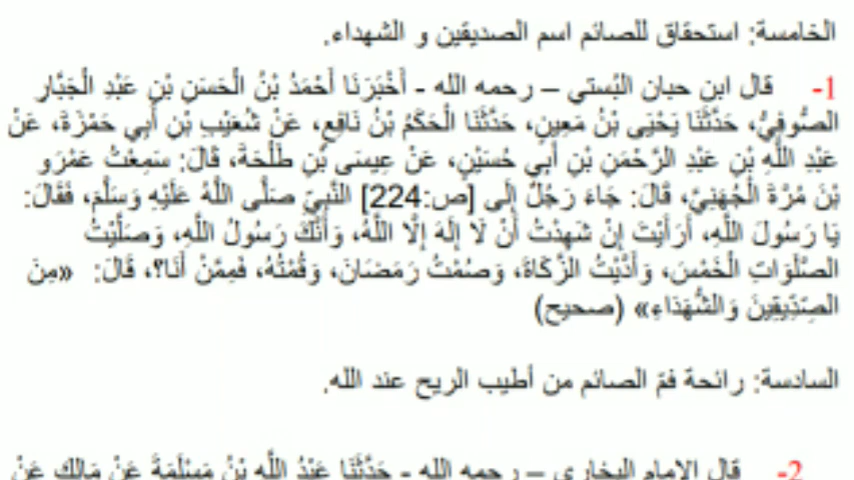 الخامسة: استحقاق للصائم اسم الصديقين و الشهداء.
1- قال ابن حبان البُستي – رحمه الله - أَخْبَرَنَا أَحْمَدُ بْنُ الْحَسَنِ بْنِ عَبْدِ الْجَبَّارِ
الصُّوفِيُّ، حَدَّثَنَا يَحْيَى بْنُ مَعِينٍ، حَدَّثَنَا الْحَكَمُ بْنُ نَافِعٍ، عَنْ شُعَيْبِ بْنِ أَبِي حَمْزَةَ، عَنْ
عَبْدِ اللَّهِ بْنِ عَبْدِ الرَّحْمَنِ بْنِ أَبِي حُسَيْنٍ، عَنْ عِيسَى بْنِ طَلْحَةَ، قَالَ: سَمِعْتُ عَمْرَو
بْنَ مُرَّةَ الْجُهَنِيَّ، قَالَ: جَاءَ رَجُلٌ إِلَى [ص:224] النَّبِيِّ صَلَّى اللَّهُ عَلَيْهِ وَسَلَّمَ، فَقَالَ:
يَا رَسُولَ اللَّهِ، أَرَأَيْتَ إِنْ شَهِدْتُ أَنْ لَا إِلَهَ إِلَّا اللَّهُ، وَأَنَّكَ رَسُولُ اللَّهِ، وَصَلَّيْتُ
الصَّلَوَاتِ الْخَمْسَ، وَأَدَّيْتُ الزَّكَاةَ، وَصُمْتُ رَمَضَانَ، وَقُمْتُهُ، فَمِمَّنْ أَنَا؟، قَالَ: «مِنَ
الصِّدِّيقِينَ وَالشُّهَدَاءِ» (صحيح)
السادسة: رائحة فمّ الصائم من أطيب الريح عند الله.
2- قال الإمام البخاري – رحمه الله - حَدَّثَنَا عَبْدُ اللَّهِ بْنُ مَسْلَمَةَ عَنْ مَالِكٍ عَنْ